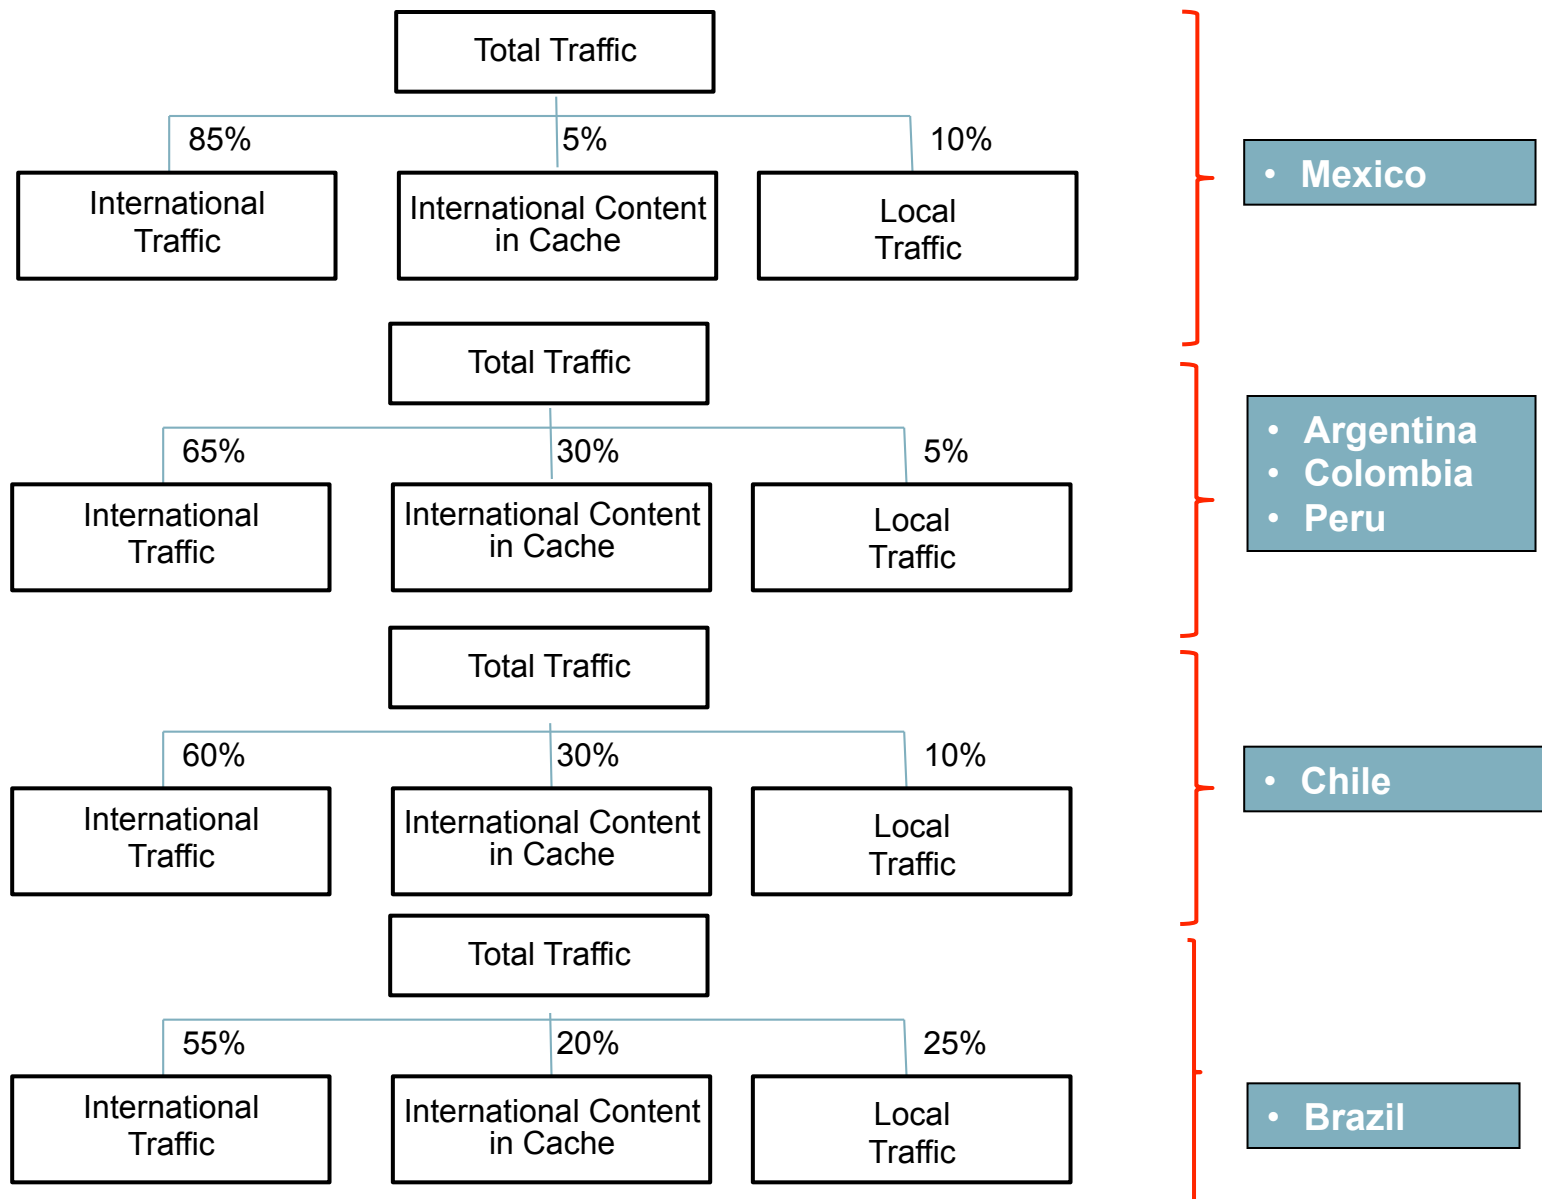 Total Traffic
85%
5%
10%
International
Traffic
International Content
in Cache
Local
Traffic
• Mexico
Total Traffic
65%
30%
5%
International
Traffic
International Content
in Cache
Local
Traffic
• Argentina
• Colombia
• Peru
Total Traffic
60%
30%
10%
International
Traffic
International Content
in Cache
Local
Traffic
• Chile
Total Traffic
55%
20%
25%
International
Traffic
International Content
in Cache
Local
Traffic
• Brazil